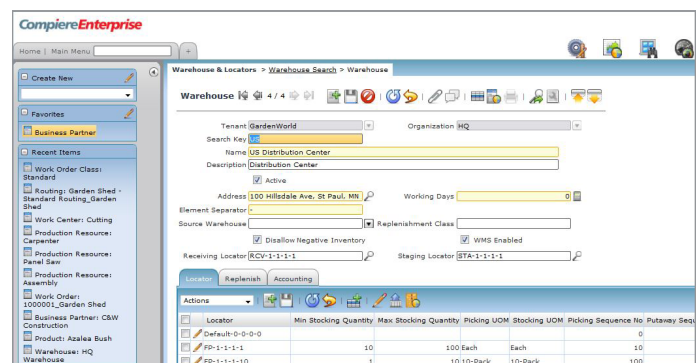 CompiereEnterprise
Home | Main Menu
+
Create New
Favorites
Business Partner
Recent Items
Work Order Class:
Standard
Routing: Garden Shed -
Standard Routing_Garden
Shed
Work Center: Cutting
Production Resource:
Carpenter
Production Resource:
Panel Saw
Production Resource:
Assembly
Work Order:
1000001_Garden Shed
Business Partner: C&W
Construction
Product: Azalea Bush
Warehouse: HQ
Warehouse
Warehouse & Locators > Warehouse Search > Warehouse
Warehouse 4/4
Tenant GardenWorld Organization HQ
Search Key US
Name US Distribution Center
Description Distribution Center
Active
Address 100 Hillsdale Ave, St Paul, MN Working Days 0
Element Separator -
Source Warehouse Replenishment Class
Disallow Negative Inventory WMS Enabled
Receiving Locator RCV-1-1-1-1 Staging Locator STA-1-1-1-1
Locator Replenish Accounting
Actions
Locator Min Stocking Quantity Max Stocking Quantity Picking UOM Stocking UOM Picking Sequence No Putaway Sequ
Default-0-0-0-0 0
FP-1-1-1-1 10 100 Each Each 10
FP-1-1-1-10 1 10 10-Pack 10-Pack 100